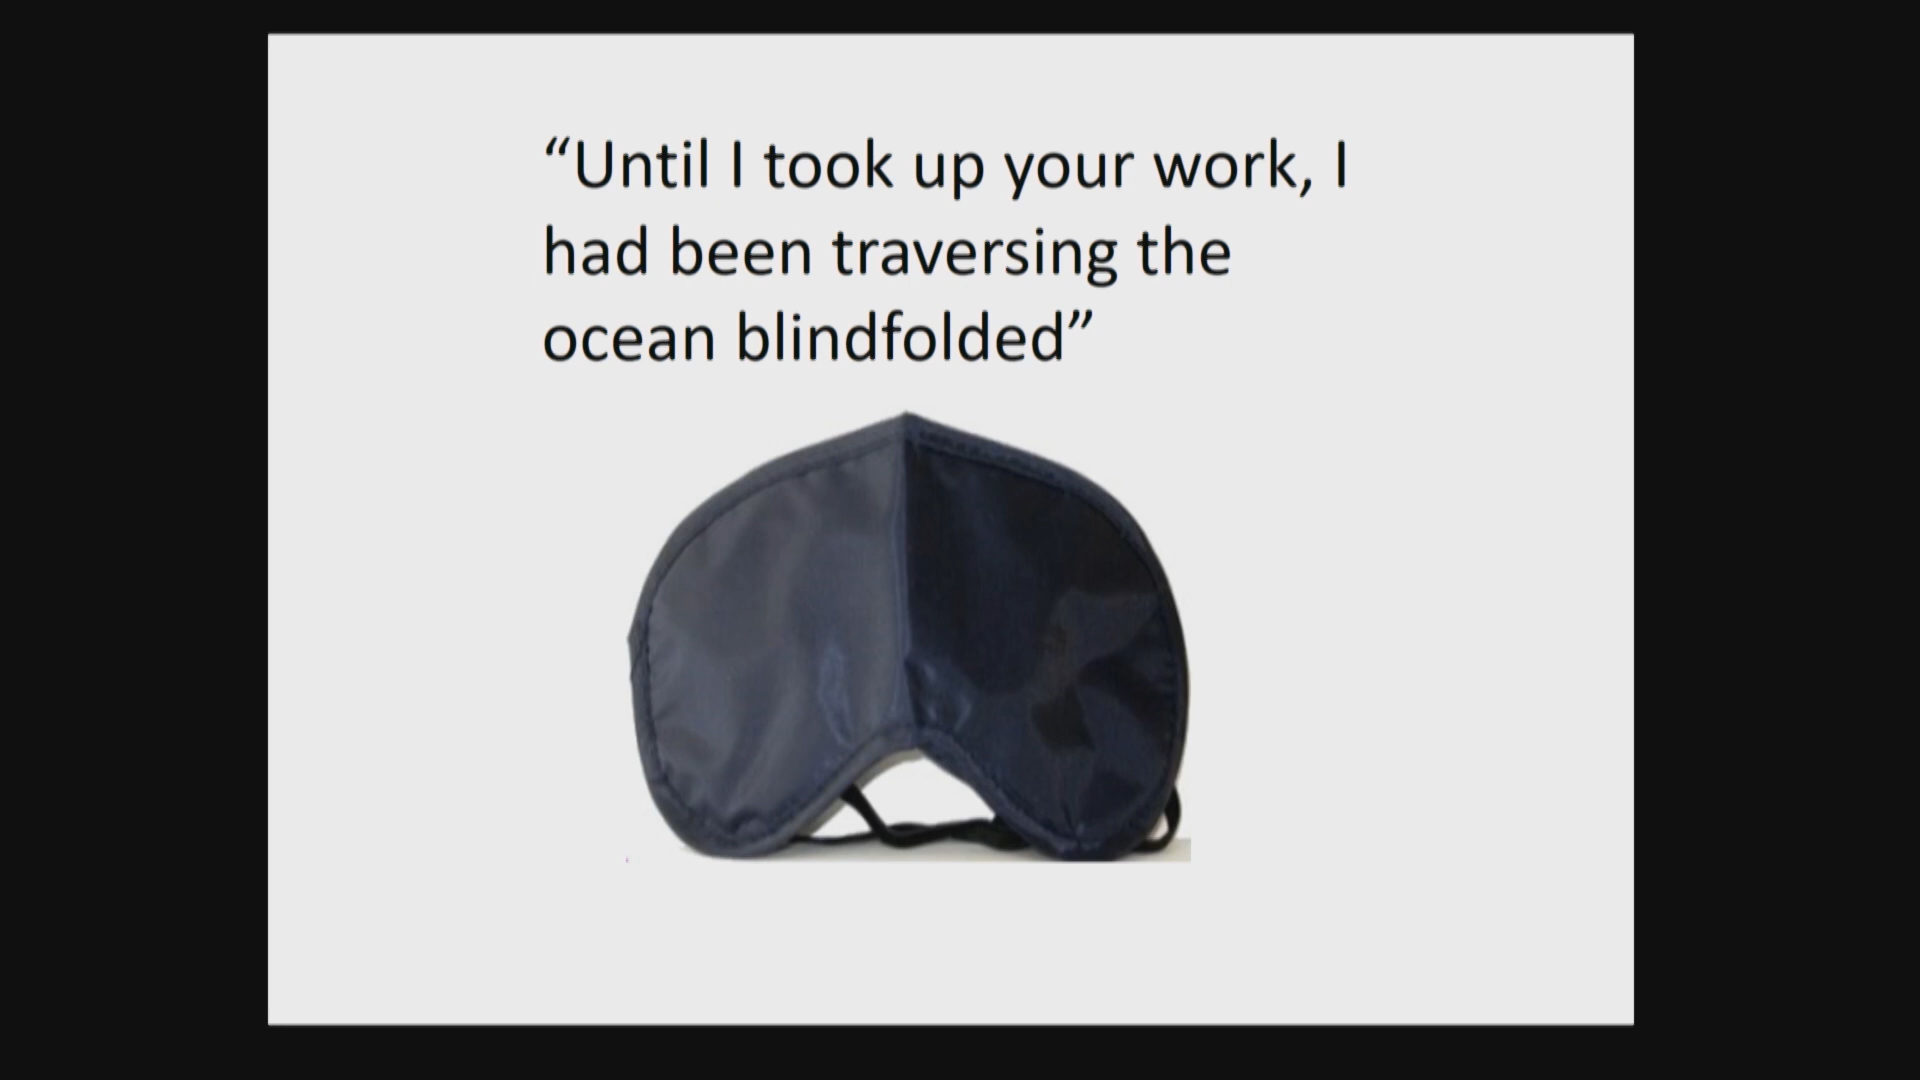 “Until I took up your work, I
had been traversing the
ocean blindfolded”